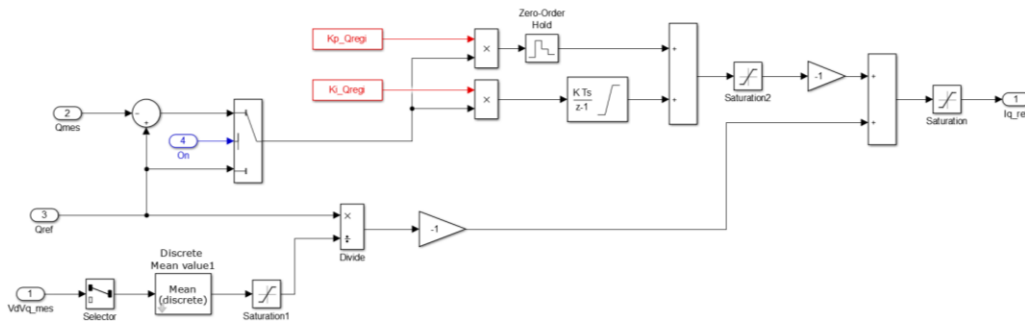 Zero-Order
Hold
Kp_Qregi
×
+
Ki_Qregi
×
K Ts
z-1
+
Saturation2
-1
+
+
Saturation
1
Iq_re
2
Qmes
-
+
4
On
3
Qref
×
÷
Divide
-1
Discrete
Mean value1
1
VdVq_mes
Selector
Mean
(discrete)
Saturation1